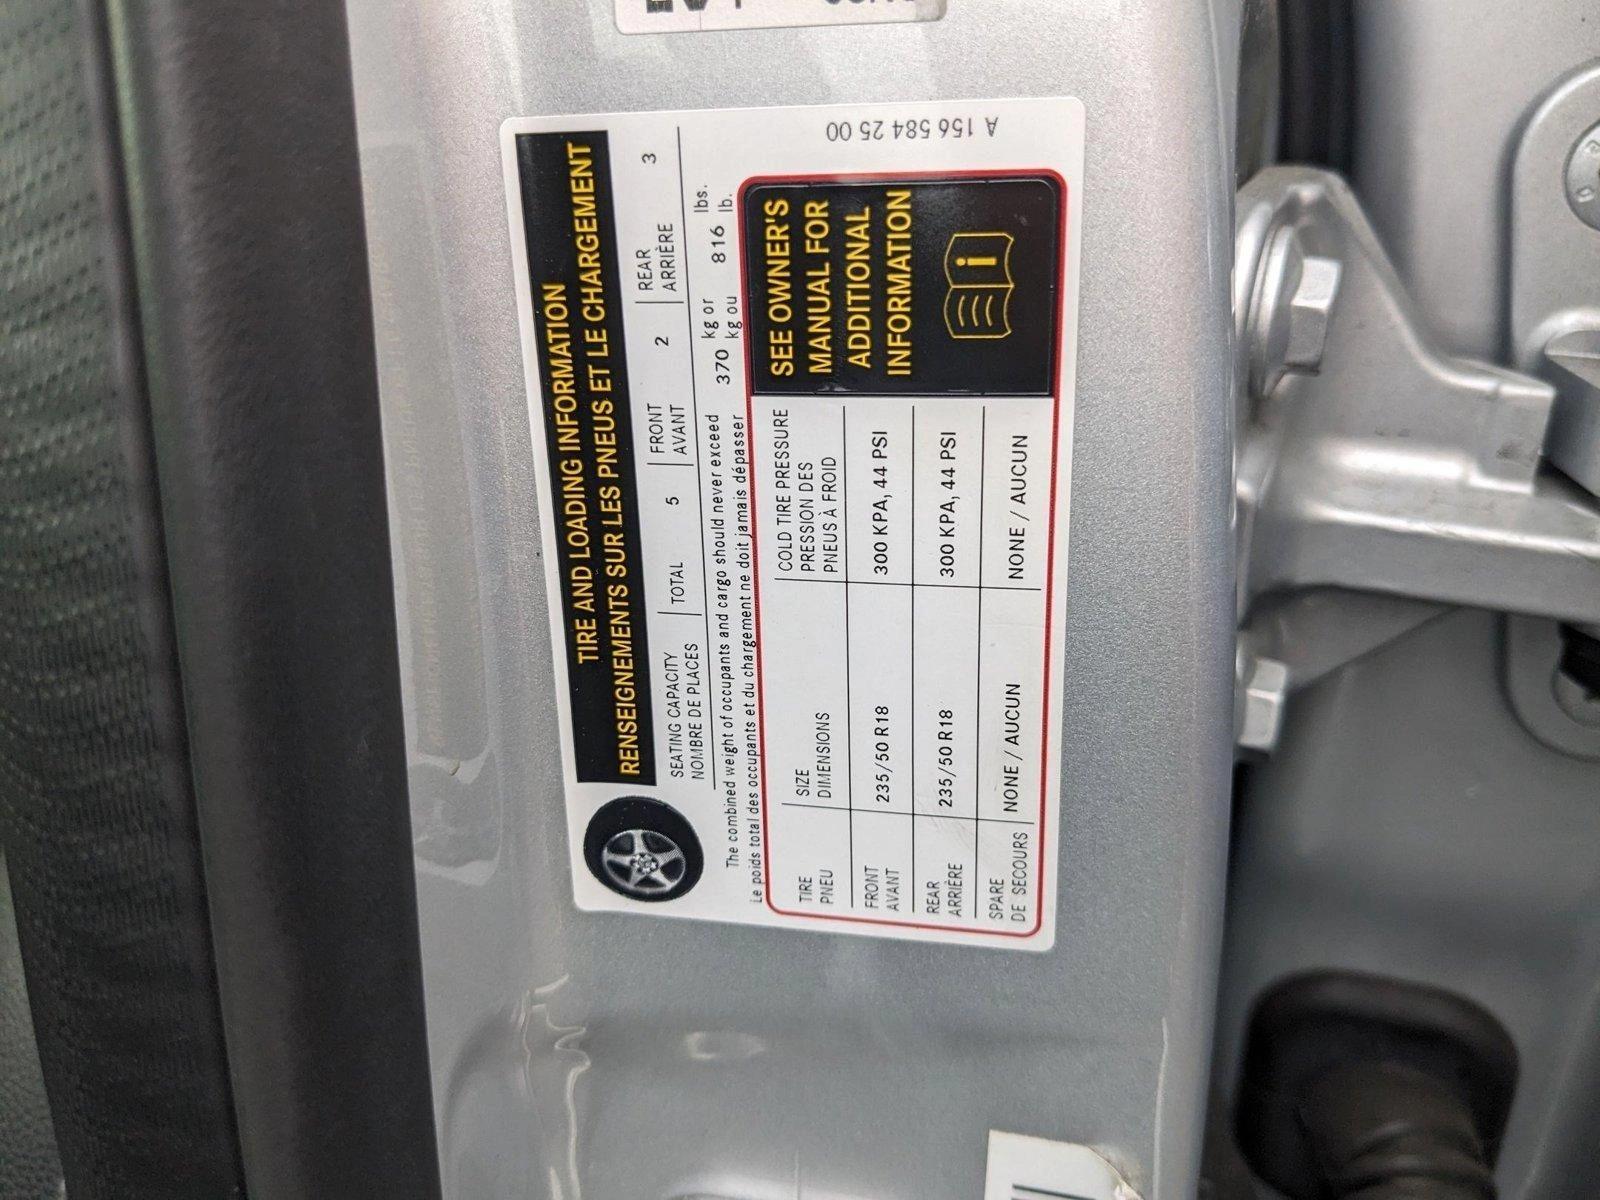 TIRE AND LOADING INFORMATION
RENSEIGNEMENTS SUR LES PNEUS ET LE CHARGEMENT
SEATING CAPACITY
NOMBRE DE PLACES
TOTAL 5
FRONT
AVANT
2
REAR
ARRIÈRE
3
The combined weight of occupants and cargo should never exceed
Le poids total des occupants et du chargement ne doit jamais dépasser
370
kg or
kg ou
816
lbs.
lb.
TIRE
PNEU
SIZE
DIMENSIONS
COLD TIRE PRESSURE
PRESSION DES
PNEUS À FROID
FRONT
AVANT
235/50 R18
300 KPA, 44 PSI
REAR
ARRIÈRE
235/50 R18
300 KPA, 44 PSI
SPARE
DE SECOURS
NONE / AUCUN
NONE / AUCUN
SEE OWNER'S
MANUAL FOR
ADDITIONAL
INFORMATION
i
A 156 584 25 00